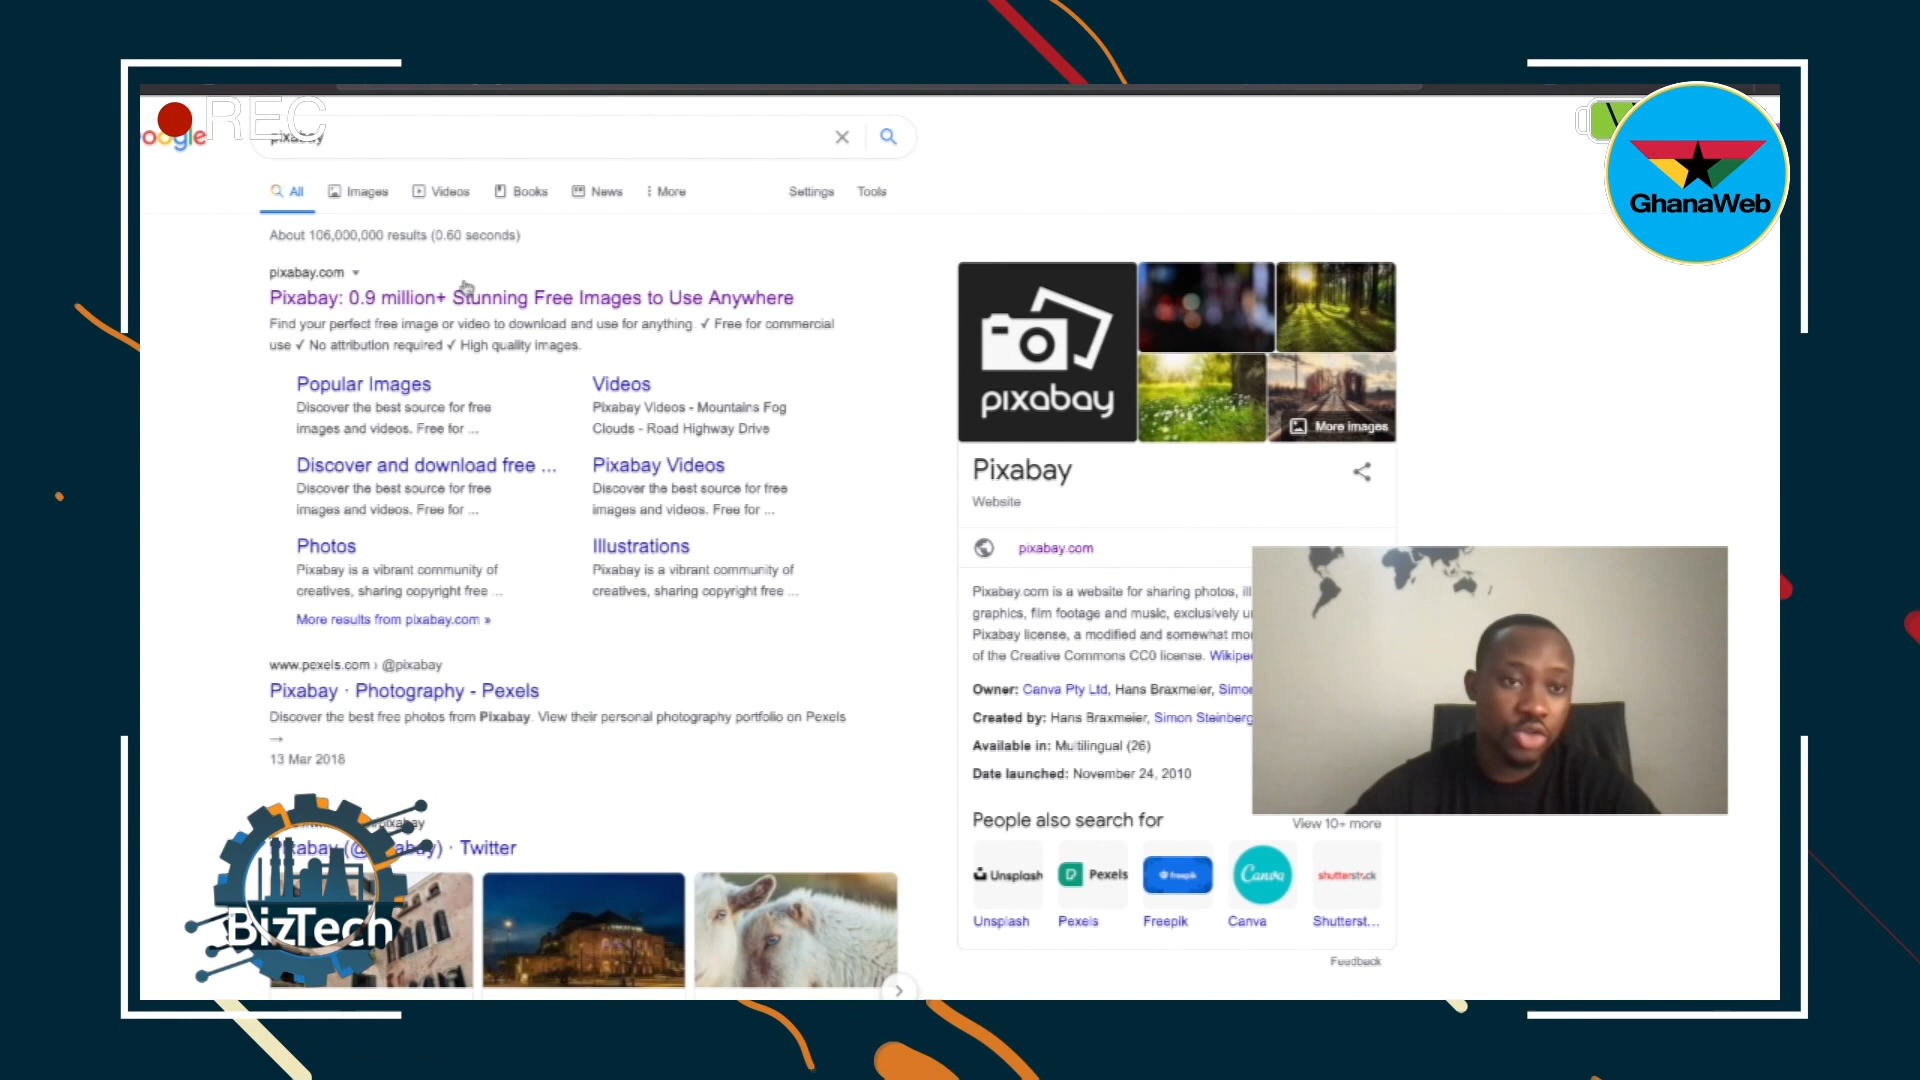 REC
oogle
pixabay
All
Images
Videos
Books
News
More
Settings
Tools
GhanaWeb
About 106,000,000 results (0.60 seconds)
pixabay.com
Pixabay: 0.9 million+ Stunning Free Images to Use Anywhere
Find your perfect free image or video to download and use for anything. ✓ Free for commercial
use ✓ No attribution required ✓ High quality images.
Popular Images
Discover the best source for free
images and videos. Free for ...
Videos
Pixabay Videos - Mountains Fog
Clouds - Road Highway Drive
Discover and download free ...
Discover the best source for free
images and videos. Free for ...
Pixabay Videos
Discover the best source for free
images and videos. Free for ...
Photos
Pixabay is a vibrant community of
creatives, sharing copyright free ...
Illustrations
Pixabay is a vibrant community of
creatives, sharing copyright free ...
More results from pixabay.com »
www.pexels.com › @pixabay
Pixabay · Photography - Pexels
Discover the best free photos from Pixabay. View their personal photography portfolio on Pexels
→
13 Mar 2018
Twitter
BizTech
pixabay
More images
Pixabay
Website
pixabay.com
Pixabay.com is a website for sharing photos, ill
graphics, film footage and music, exclusively u
Pixabay license, a modified and somewhat mo
of the Creative Commons CC0 license. Wikipe
Owner: Canva Pty Ltd, Hans Braxmeier, Simo
Created by: Hans Braxmeier, Simon Steinberg
Available in: Multilingual (26)
Date launched: November 24, 2010
People also search for
View 10+ more
Unsplash
Pexels
freepik
Canva
shutterstock
Unsplash
Pexels
Freepik
Canva
Shutterst...
Feedback